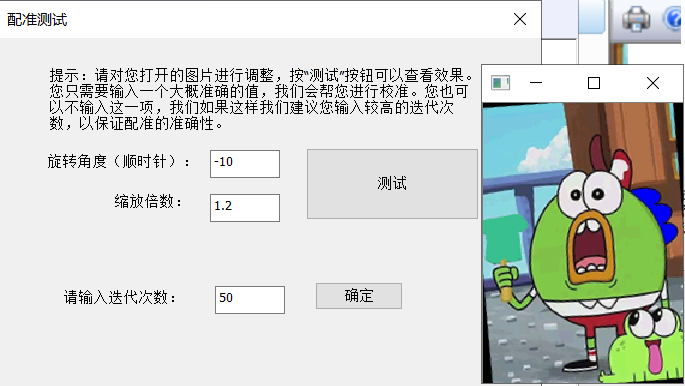 配准测试
提示：请对您打开的图片进行调整，按“测试”按钮可以查看效果。
您只需要输入一个大概准确的值，我们会帮您进行校准。您也可
以不输入这一项，我们如果这样我们建议您输入较高的迭代次
数，以保证配准的准确性。
旋转角度（顺时针）： -10
测试
缩放倍数： 1.2
请输入迭代次数： 50 确定